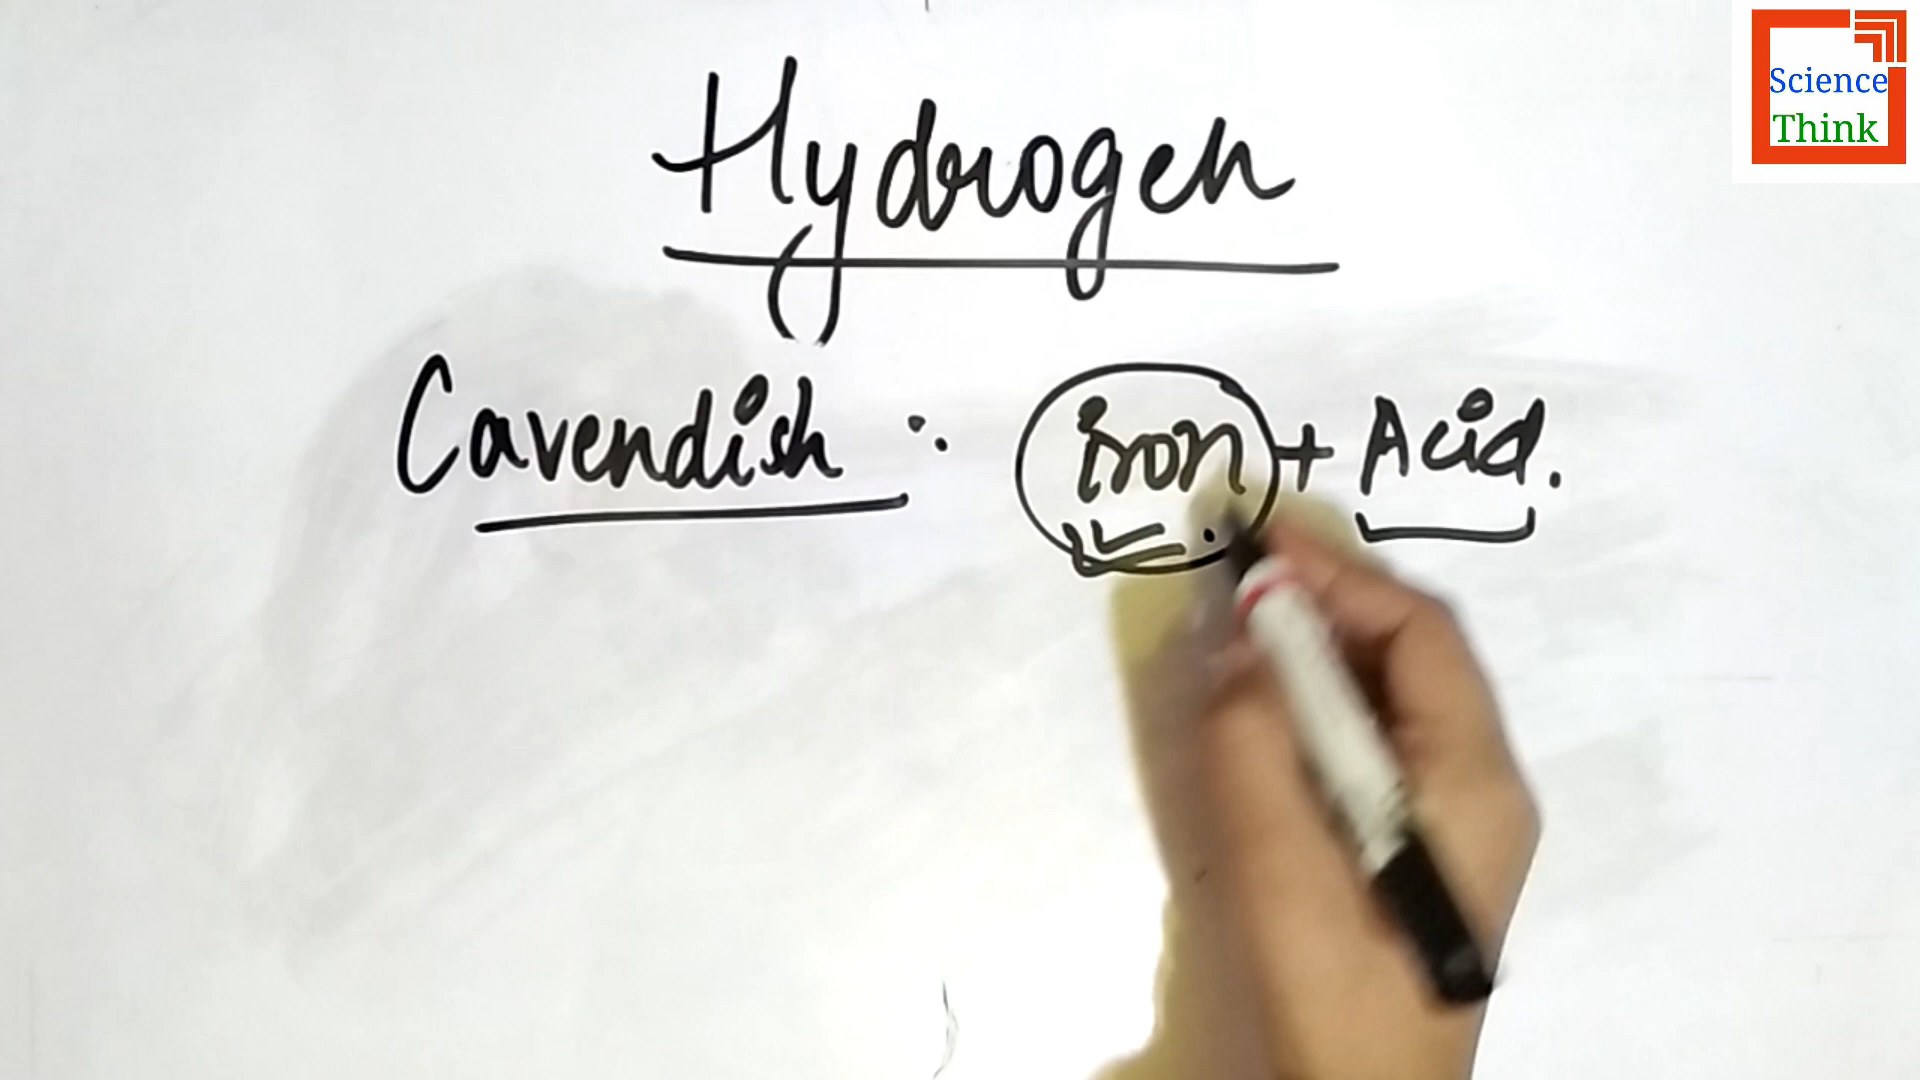 Science
Think
Hydrogen
Cavendish : iron + Acid.